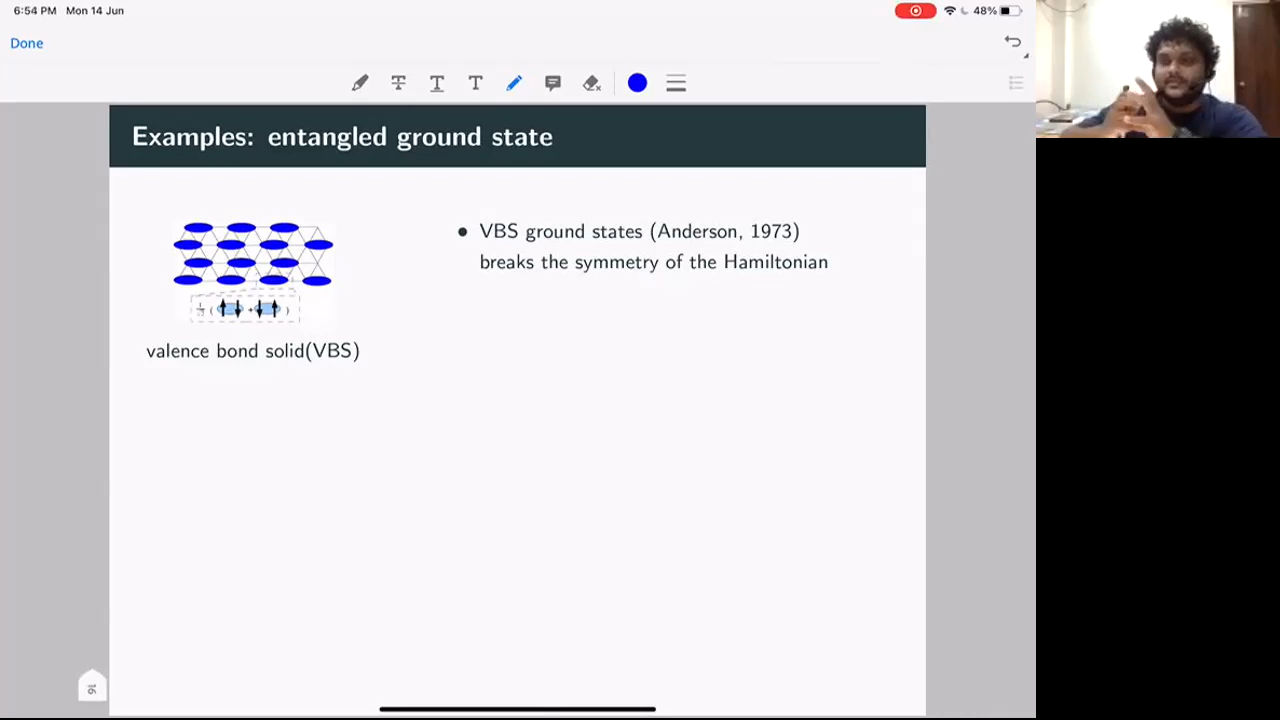 6:54 PM Mon 14 Jun
48%
Done
Examples: entangled ground state
• VBS ground states (Anderson, 1973)
breaks the symmetry of the Hamiltonian
valence bond solid(VBS)
16